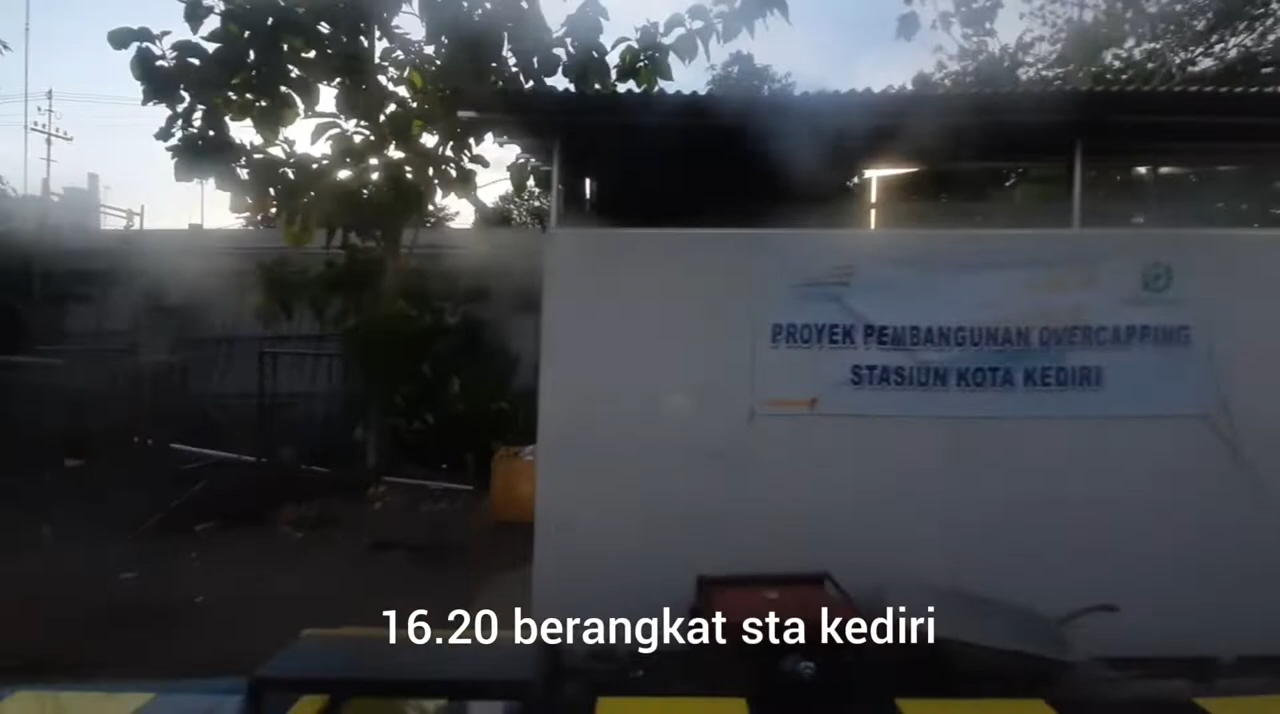 PROYEK PEMBANGUNAN OVERCAPPING
STASIUN KOTA KEDIRI
16.20 berangkat sta kediri